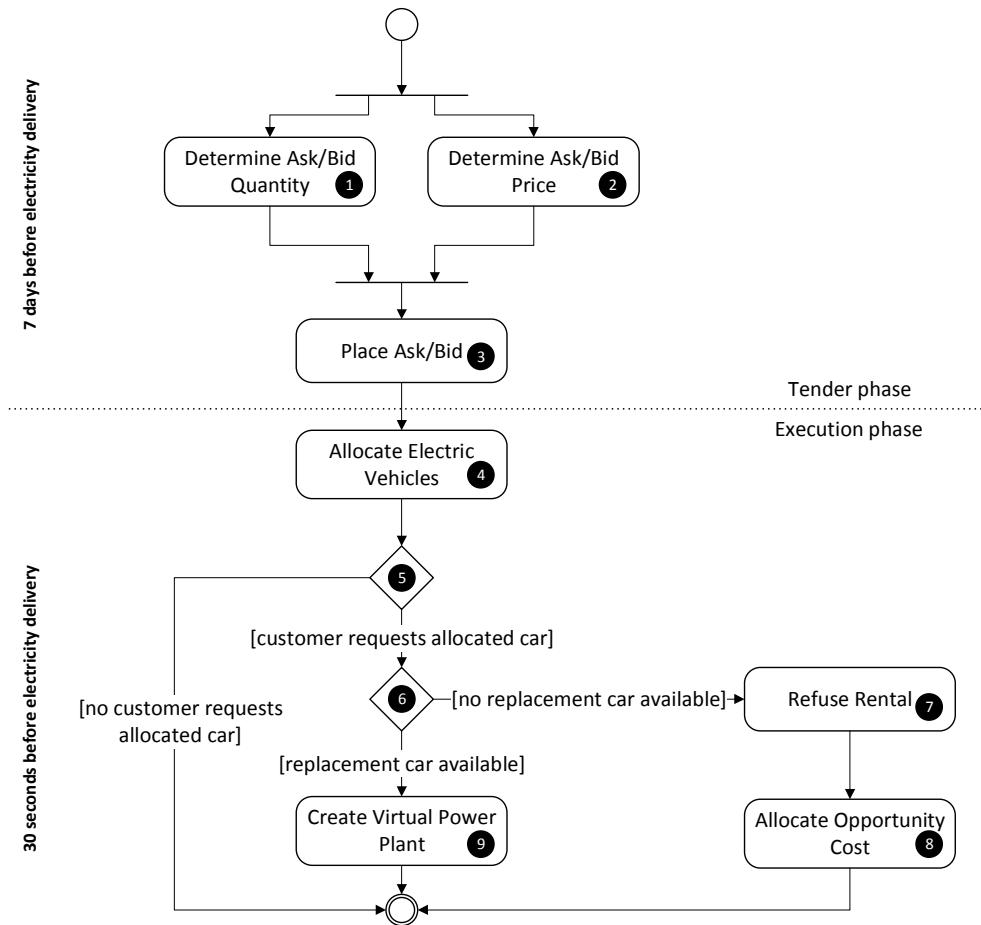 7 days before electricity delivery
Determine Ask/Bid
Quantity
1
Determine Ask/Bid
Price
2
Place Ask/Bid
3
Tender phase
Execution phase
30 seconds before electricity delivery
Allocate Electric
Vehicles
4
5
[customer requests allocated car]
6
[no replacement car available]
Refuse Rental
7
[no customer requests
allocated car]
[replacement car available]
Create Virtual Power
Plant
9
Allocate Opportunity
Cost
8